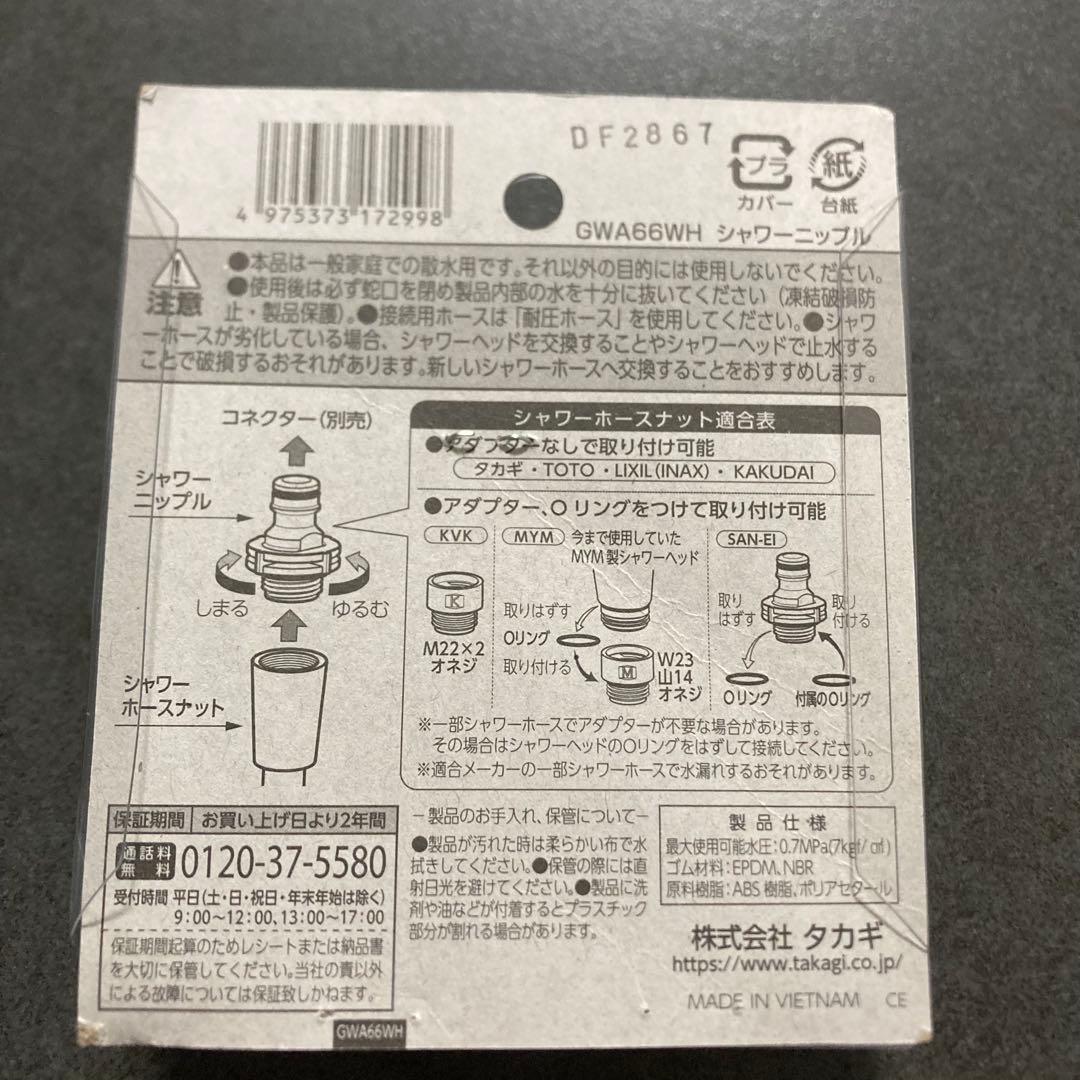 DF2867
4 975373 172998
プラ
カバー
紙
台紙
GWA66WH シャワーニップル
注意
●本品は一般家庭での散水用です。それ以外の目的には使用しないでください。
●使用後は必ず蛇口を閉め製品内部の水を十分に抜いてください（凍結破損防
止・製品保護）。●接続用ホースは「耐圧ホース」を使用してください。●シャワ
ーホースが劣化している場合、シャワーヘッドを交換することやシャワーヘッドで止水する
ことで破損するおそれがあります。新しいシャワーホースへ交換することをおすすめします。
コネクター（別売）
シャワー
ニップル
しまる
ゆるむ
シャワー
ホースナット
シャワーホースナット適合表
●アダプターなしで取り付け可能
タカギ・TOTO・LIXIL(INAX)・KAKUDAI
●アダプター、Oリングをつけて取り付け可能
KVK
K
M22×2
オネジ
MYM
今まで使用していた
MYM製シャワーヘッド
取りはずす
Oリング
取り付ける
M
W23
山14
オネジ
SAN-EI
取り
はずす
取り
付ける
Oリング
付属のOリング
※一部シャワーホースでアダプターが不要な場合があります。
その場合はシャワーヘッドのOリングをはずして接続してください。
※適合メーカーの一部シャワーホースで水漏れするおそれがあります。
保証期間 お買い上げ日より2年間
通話料
無料
0120-37-5580
受付時間 平日（土・日・祝日・年末年始は除く）
9:00〜12:00、13:00〜17:00
保証期間起算のためレシートまたは納品書
を大切に保管してください。当社の責以外
による故障については保証致しかねます。
GWA66WH
－製品のお手入れ、保管について－
●製品が汚れた時は柔らかい布で水
拭きしてください。●保管の際には直
射日光を避けてください。●製品に洗
剤や油などが付着するとプラスチック
部分が割れる場合があります。
製品仕様
最大使用可能水圧：0.7MPa(7kgf/㎠)
ゴム材料：EPDM、NBR
原料樹脂：ABS樹脂、ポリアセタール
株式会社 タカギ
https://www.takagi.co.jp/
MADE IN VIETNAM CE